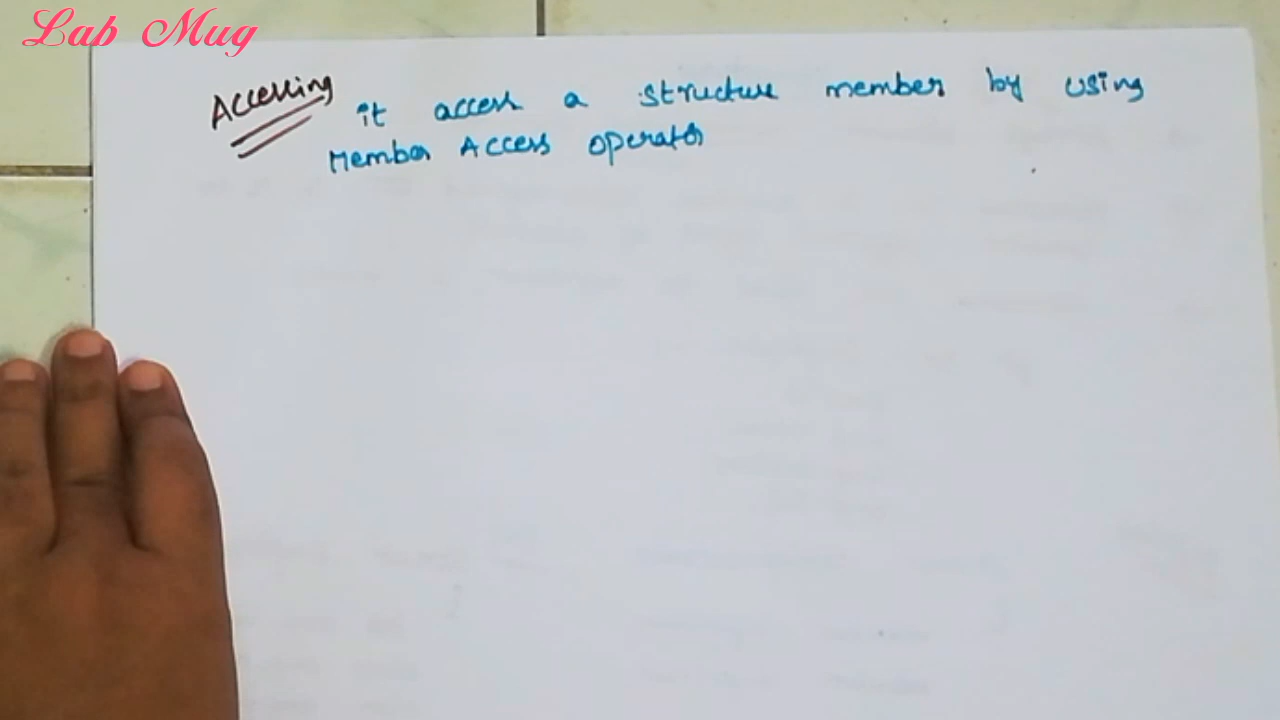 Lab Mug
Accessing it access a structure member by using
Member Access operator